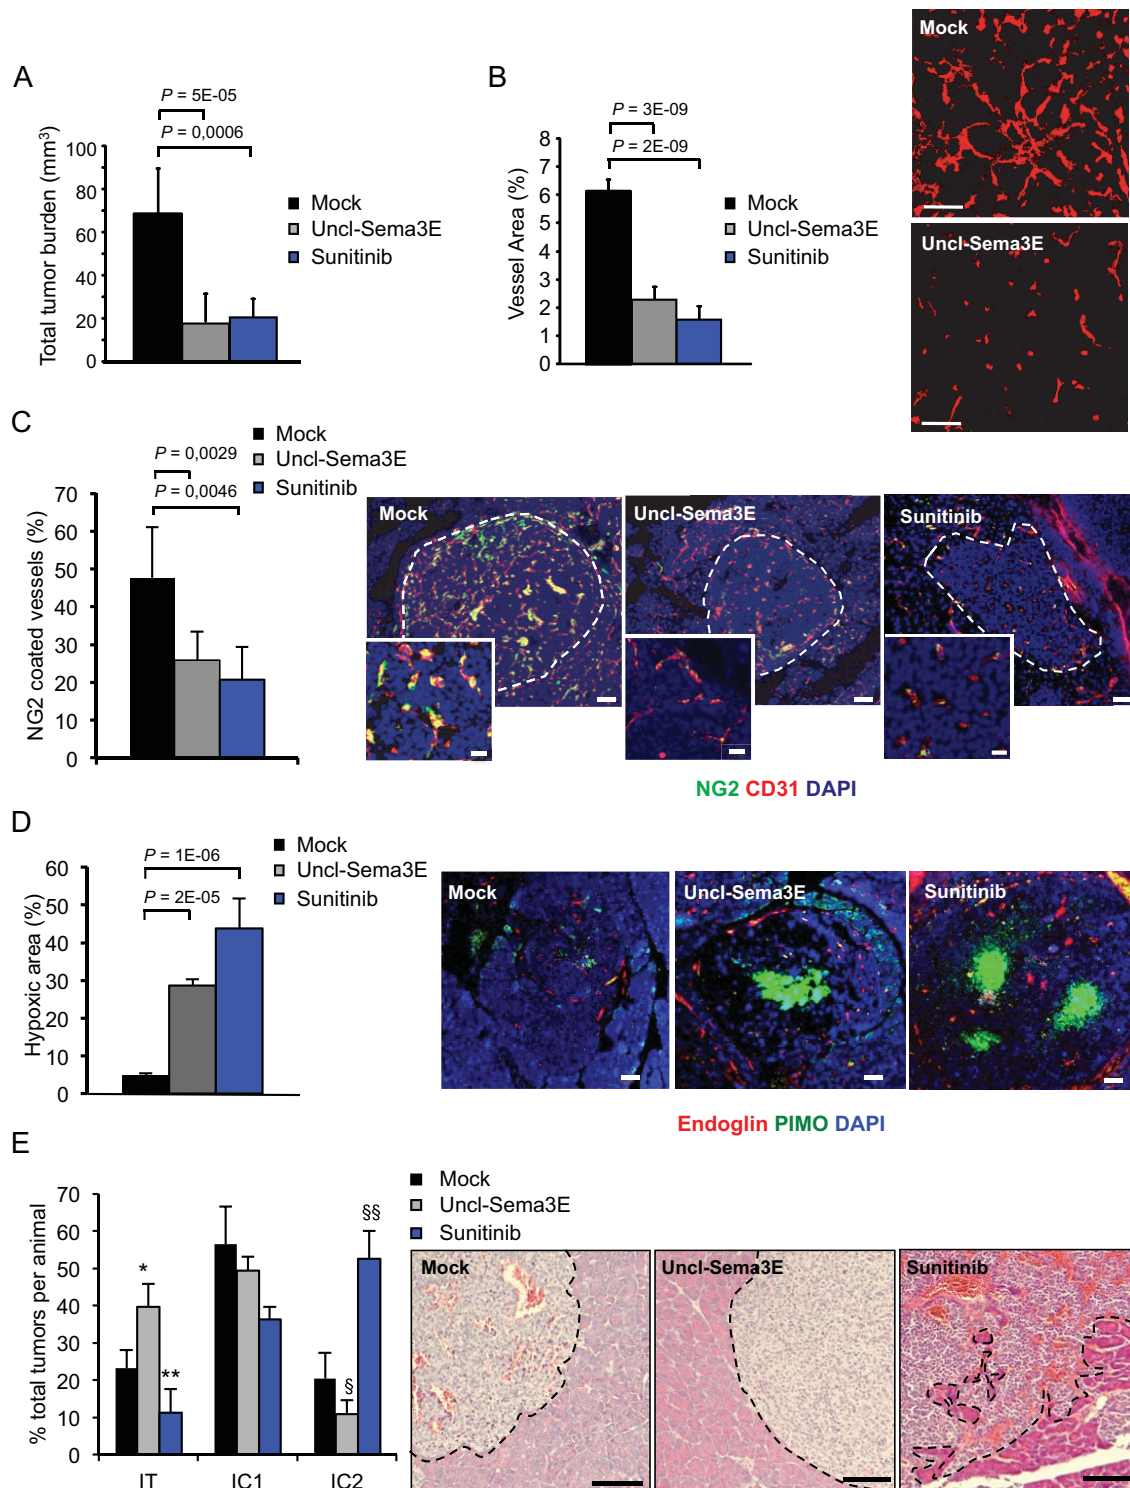 A
P = 5E-05
P = 0,0006
Total tumor burden (mm³)
100
80
60
40
20
0
Mock
Uncl-Sema3E
Sunitinib
B
P = 3E-09
P = 2E-09
Vessel Area (%)
8
7
6
5
4
3
2
1
0
Mock
Uncl-Sema3E
Sunitinib
Mock
Uncl-Sema3E
C
P = 0,0029
P = 0,0046
NG2 coated vessels (%)
70
60
50
40
30
20
10
0
Mock
Uncl-Sema3E
Sunitinib
Mock
Uncl-Sema3E
Sunitinib
NG2 CD31 DAPI
D
P = 1E-06
P = 2E-05
Hypoxic area (%)
60
50
40
30
20
10
0
Mock
Uncl-Sema3E
Sunitinib
Mock
Uncl-Sema3E
Sunitinib
Endoglin PIMO DAPI
E
% total tumors per animal
70
60
50
40
30
20
10
0
*
**
§
§§
IT
IC1
IC2
Mock
Uncl-Sema3E
Sunitinib
Mock
Uncl-Sema3E
Sunitinib